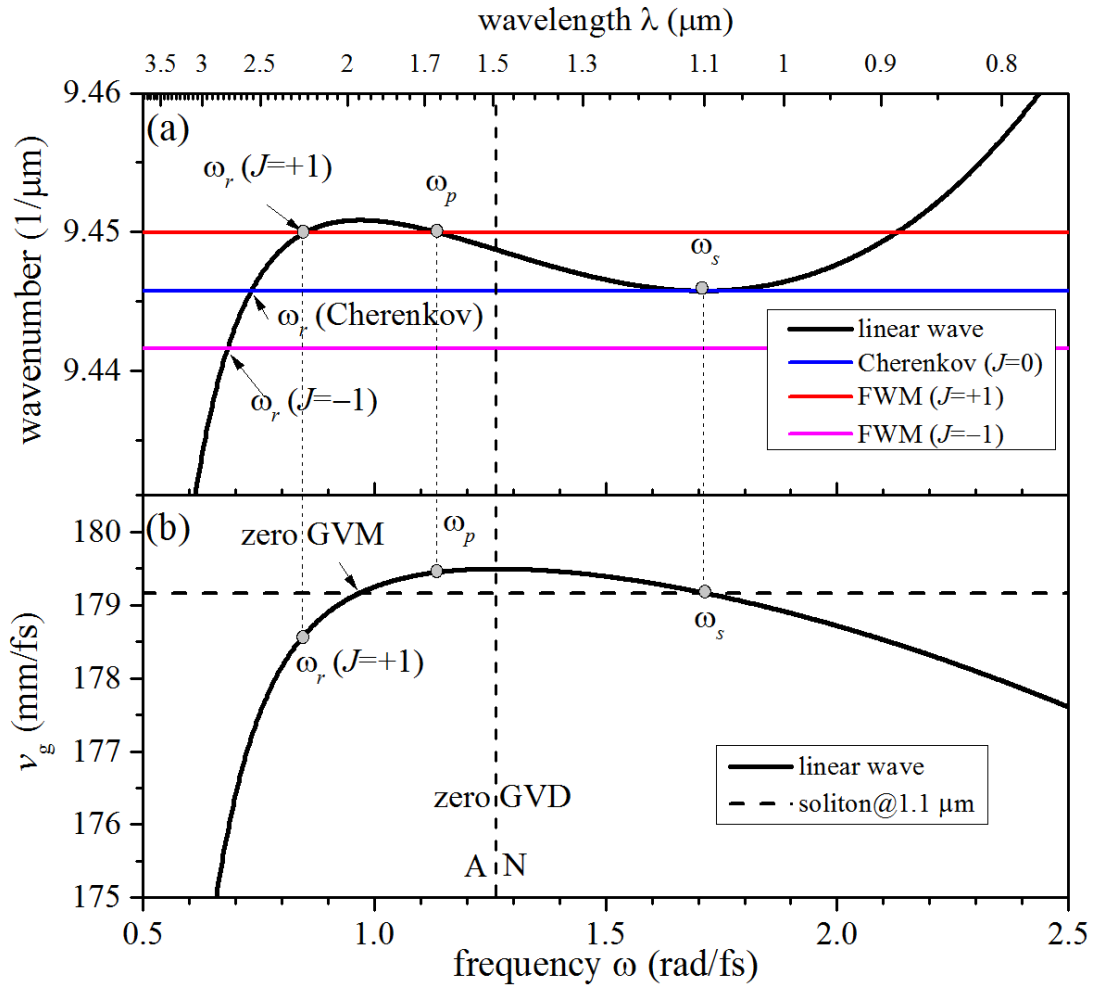 wavelength λ (μm)
3.5 3 2.5 2 1.7 1.5 1.3 1.1 1 0.9 0.8
9.46
(a)
ωr (J=+1)
ωp
9.45
ωs
ωr (Cherenkov)
linear wave
Cherenkov (J=0)
9.44
ωr (J=−1)
FWM (J=+1)
FWM (J=−1)
wavenumber (1/μm)
(b)
180
zero GVM
ωp
179
ωs
ωr (J=+1)
178
177
linear wave
soliton@1.1 μm
zero GVD
176
A N
175
vg (mm/fs)
0.5 1.0 1.5 2.0 2.5
frequency ω (rad/fs)